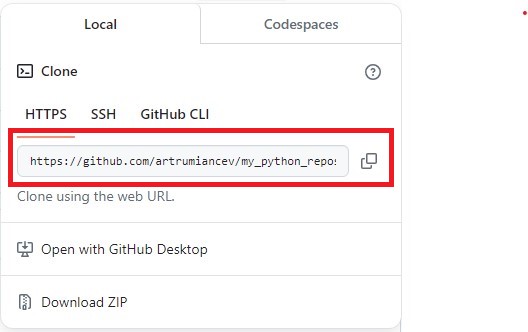 Local Codespaces
Clone
HTTPS SSH GitHub CLI
https://github.com/artrumiancev/my_python_repos
Clone using the web URL.
Open with GitHub Desktop
Download ZIP